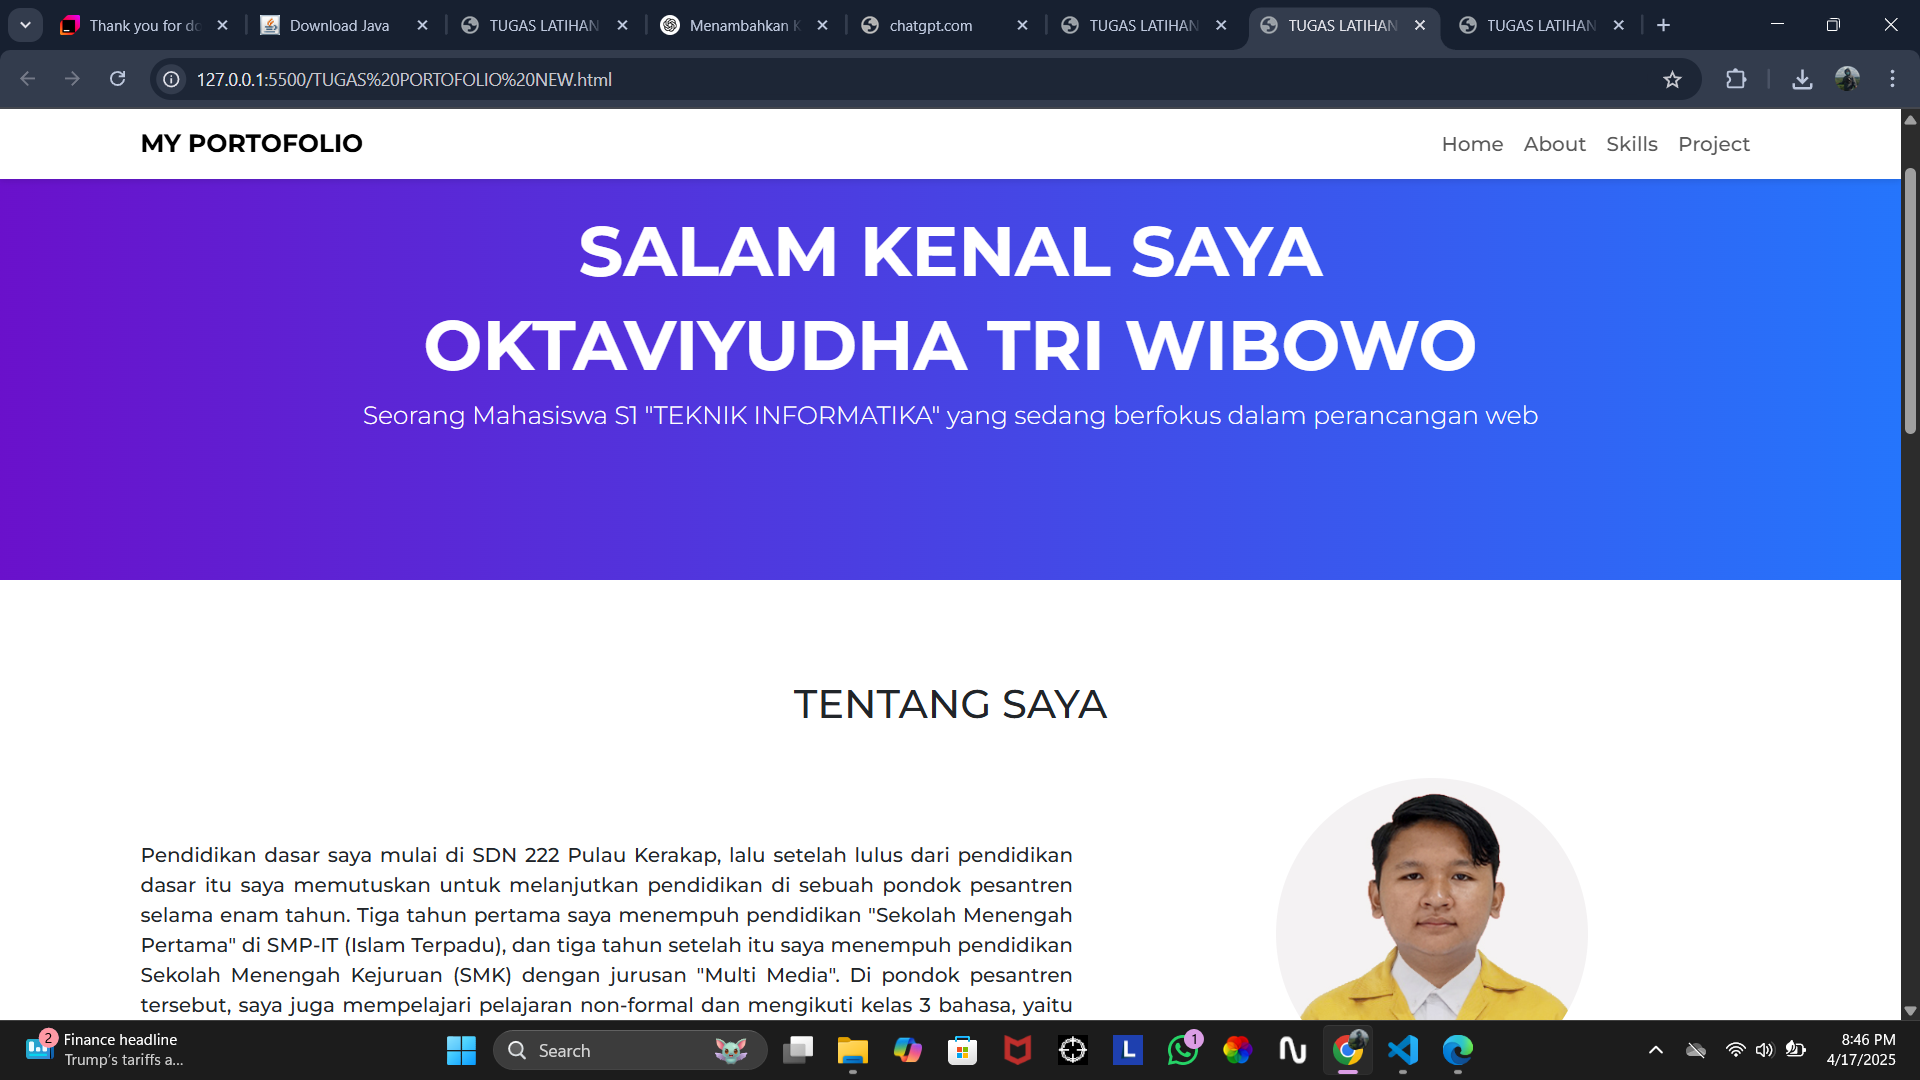 Thank you for do
Download Java
TUGAS LATIHAN
Menambahkan K
chatgpt.com
TUGAS LATIHAN
TUGAS LATIHAN
TUGAS LATIHAN
127.0.0.1:5500/TUGAS%20PORTOFOLIO%20NEW.html
MY PORTOFOLIO
Home About Skills Project
SALAM KENAL SAYA
OKTAVIYUDHA TRI WIBOWO
Seorang Mahasiswa S1 "TEKNIK INFORMATIKA" yang sedang berfokus dalam perancangan web
TENTANG SAYA
Pendidikan dasar saya mulai di SDN 222 Pulau Kerakap, lalu setelah lulus dari pendidikan
dasar itu saya memutuskan untuk melanjutkan pendidikan di sebuah pondok pesantren
selama enam tahun. Tiga tahun pertama saya menempuh pendidikan "Sekolah Menengah
Pertama" di SMP-IT (Islam Terpadu), dan tiga tahun setelah itu saya menempuh pendidikan
Sekolah Menengah Kejuruan (SMK) dengan jurusan "Multi Media". Di pondok pesantren
tersebut, saya juga mempelajari pelajaran non-formal dan mengikuti kelas 3 bahasa, yaitu
2
Finance headline
Trump's tariffs a...
Search
L
1
8:46 PM
4/17/2025